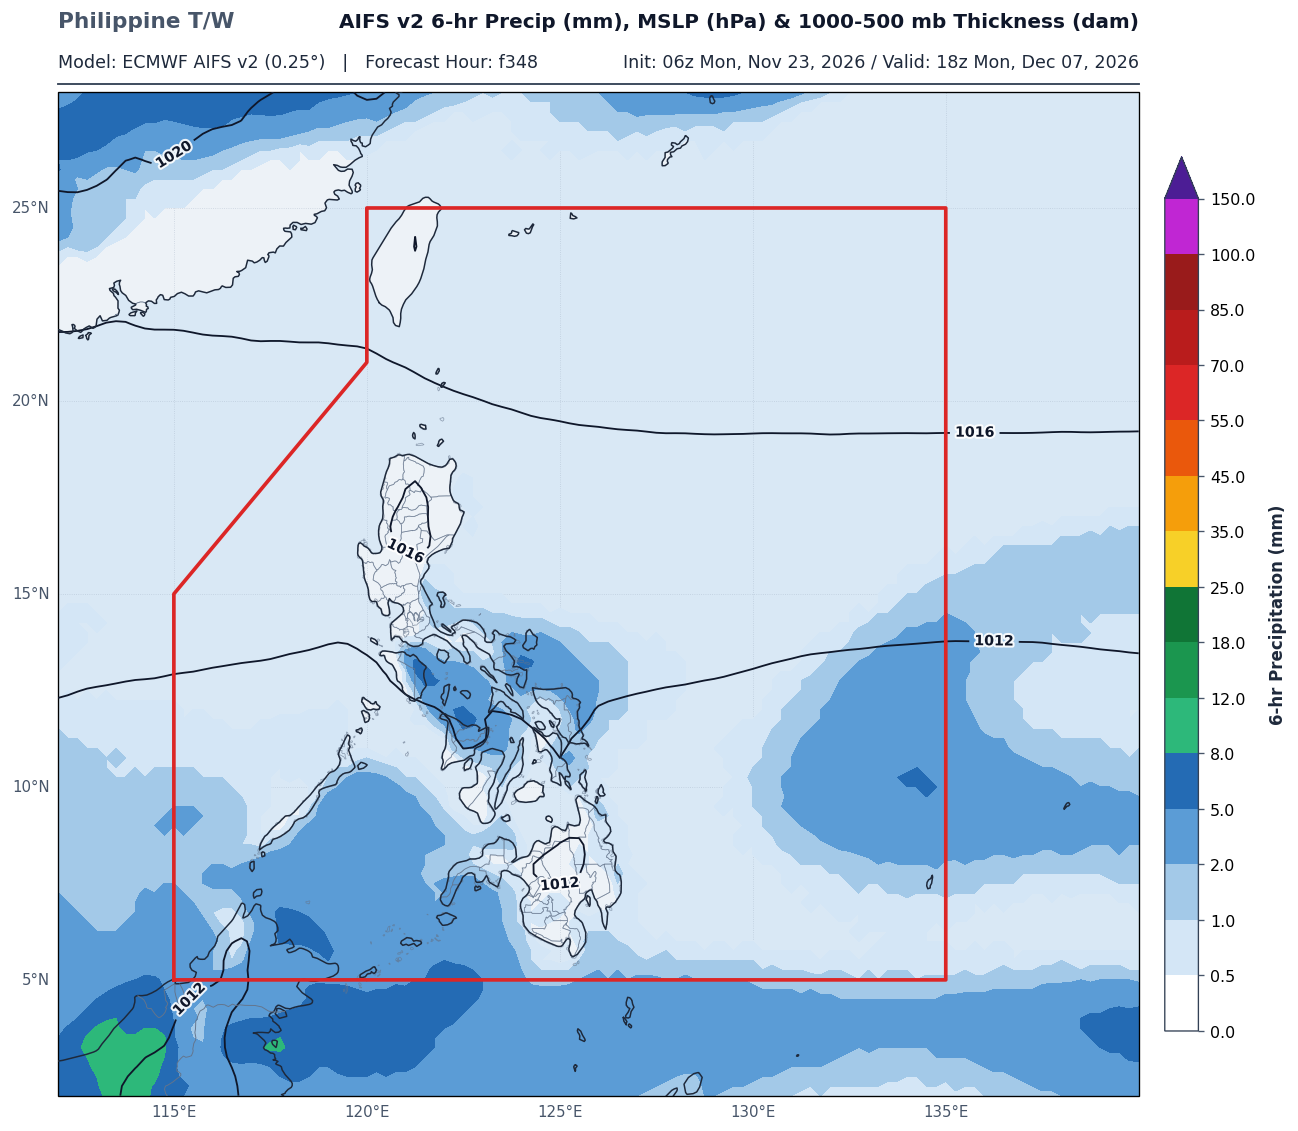 Philippine T/W
AIFS v2 6-hr Precip (mm), MSLP (hPa) & 1000-500 mb Thickness (dam)
Model: ECMWF AIFS v2 (0.25°) | Forecast Hour: f348
Init: 06z Mon, Nov 23, 2026 / Valid: 18z Mon, Dec 07, 2026
1020
1016
1016
1012
1012
1012
25°N
20°N
15°N
10°N
5°N
115°E
120°E
125°E
130°E
135°E
150.0
100.0
85.0
70.0
55.0
45.0
35.0
25.0
18.0
12.0
8.0
5.0
2.0
1.0
0.5
0.0
6-hr Precipitation (mm)